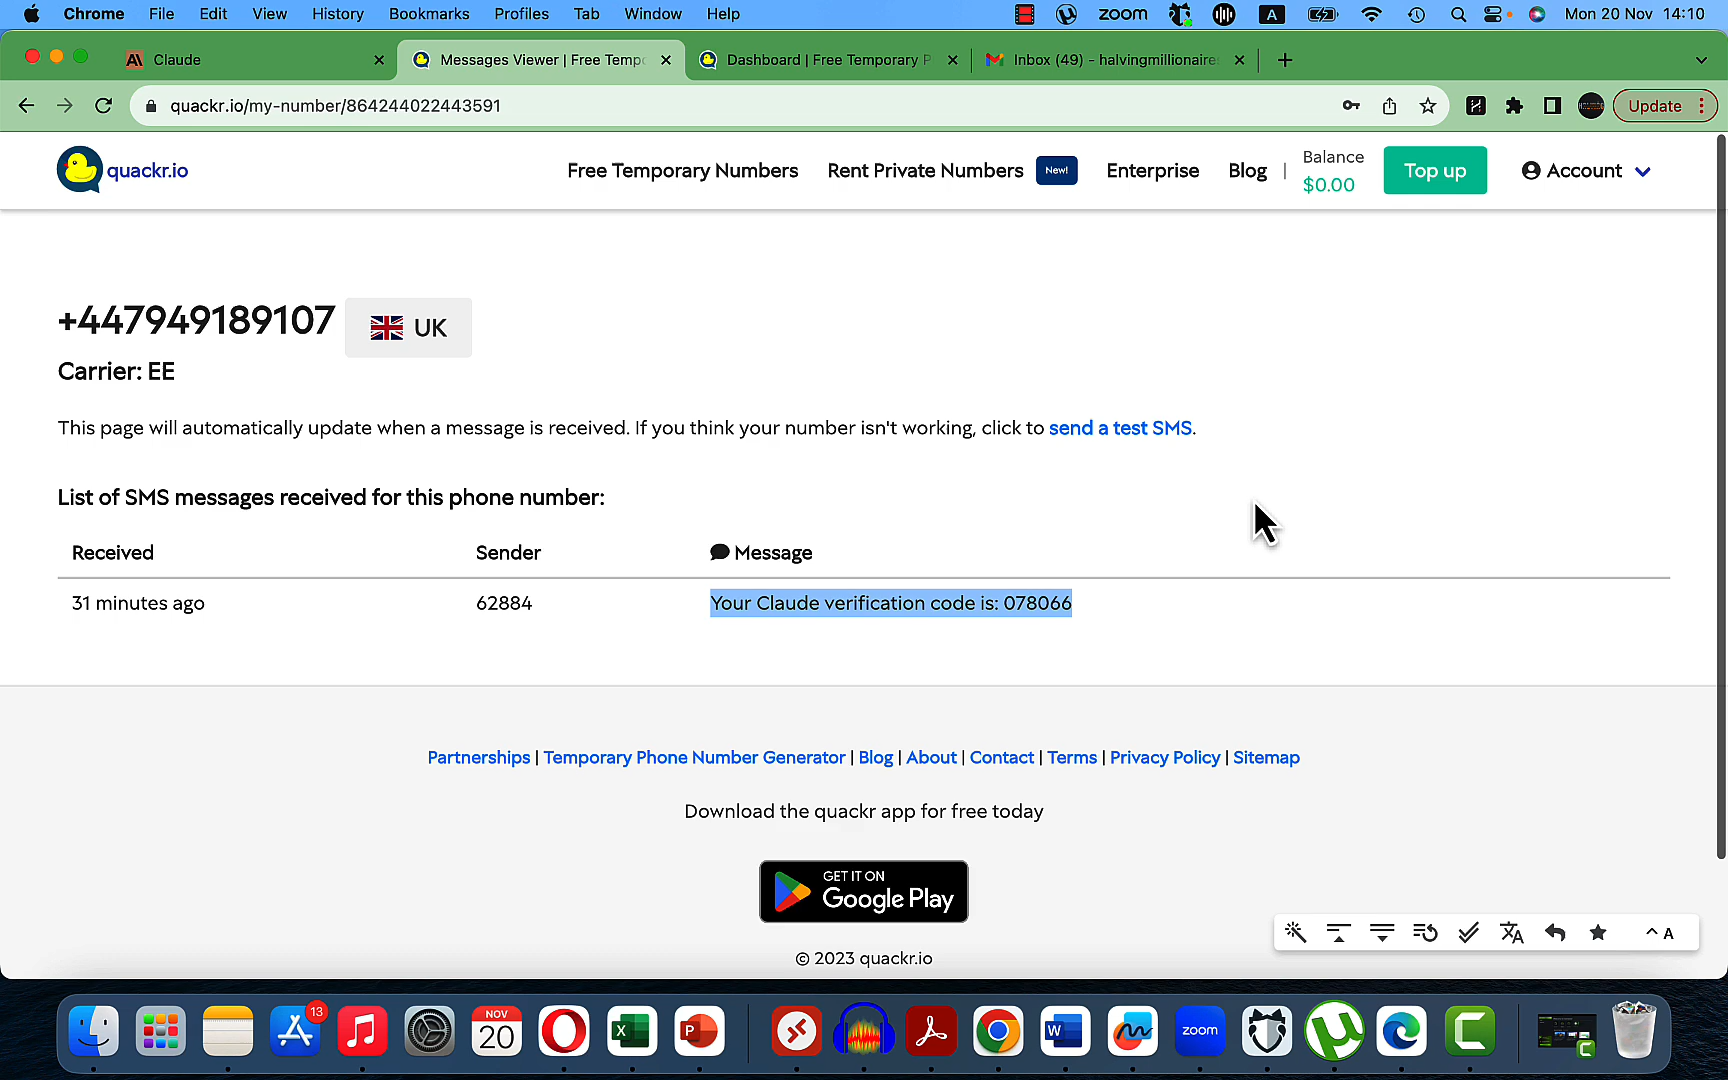 Chrome File Edit View History Bookmarks Profiles Tab Window Help zoom A Mon 20 Nov 14:10
Claude Messages Viewer | Free Temp Dashboard | Free Temporary P Inbox (49) - halvingmillionaire
quackr.io/my-number/864244022443591 Update
quackr.io Free Temporary Numbers Rent Private Numbers New! Enterprise Blog | Balance $0.00 Top up Account
+447949189107 UK
Carrier: EE
This page will automatically update when a message is received. If you think your number isn't working, click to send a test SMS.
List of SMS messages received for this phone number:
Received Sender Message
31 minutes ago 62884 Your Claude verification code is: 078066
Partnerships | Temporary Phone Number Generator | Blog | About | Contact | Terms | Privacy Policy | Sitemap
Download the quackr app for free today
GET IT ON
Google Play
A
© 2023 quackr.io
13
NOV
20 X P W zoom C